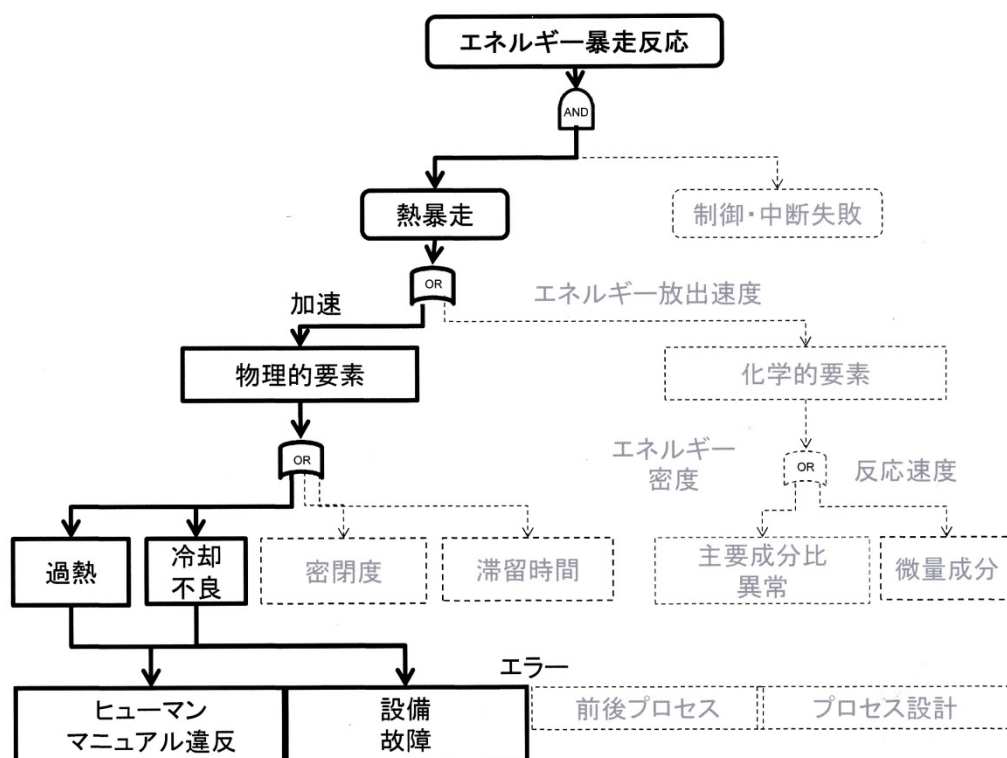 エネルギー暴走反応
AND
熱暴走
制御・中断失敗
OR
加速
エネルギー放出速度
物理的要素
化学的要素
OR
エネルギー
密度
OR
反応速度
過熱
冷却
不良
密閉度
滞留時間
主要成分比
異常
微量成分
エラー
ヒューマン
マニュアル違反
設備
故障
前後プロセス
プロセス設計